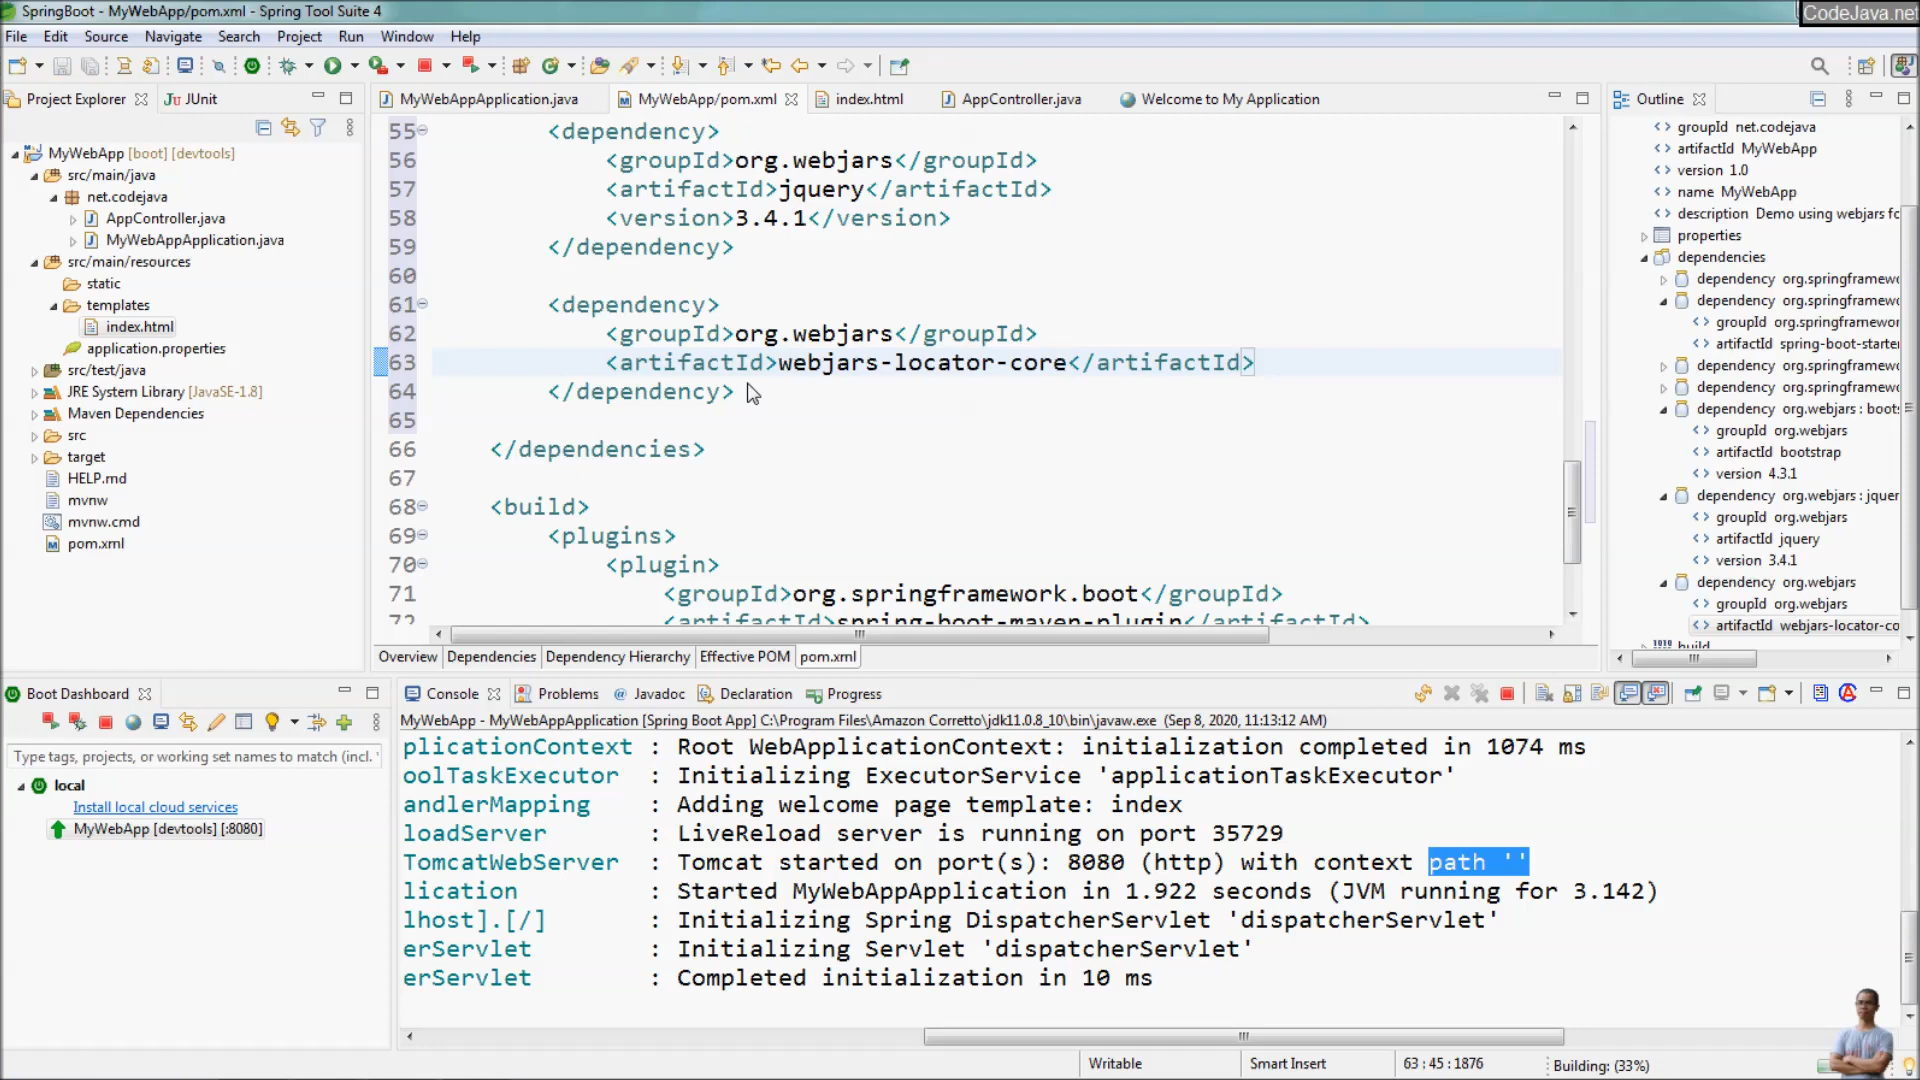 SpringBoot - MyWebApp/pom.xml - Spring Tool Suite 4
CodeJava.net
File Edit Source Navigate Search Project Run Window Help
Project Explorer
JUnit
MyWebApp [boot] [devtools]
src/main/java
net.codejava
AppController.java
MyWebAppApplication.java
src/main/resources
static
templates
index.html
application.properties
src/test/java
JRE System Library [JavaSE-1.8]
Maven Dependencies
src
target
HELP.md
mvnw
mvnw.cmd
pom.xml
MyWebAppApplication.java
MyWebApp/pom.xml
index.html
AppController.java
Welcome to My Application
55 <dependency>
56 <groupId>org.webjars</groupId>
57 <artifactId>jquery</artifactId>
58 <version>3.4.1</version>
59 </dependency>
60
61 <dependency>
62 <groupId>org.webjars</groupId>
63 <artifactId>webjars-locator-core</artifactId>
64 </dependency>
65
66 </dependencies>
67
68 <build>
69 <plugins>
70 <plugin>
71 <groupId>org.springframework.boot</groupId>
72 <artifactId>spring-boot-maven-plugin</artifactId>
Overview Dependencies Dependency Hierarchy Effective POM pom.xml
Outline
groupId net.codejava
artifactId MyWebApp
version 1.0
name MyWebApp
description Demo using webjars fo
properties
dependencies
dependency org.springframew
dependency org.springframew
groupId org.springframewor
artifactId spring-boot-starte
dependency org.springframew
dependency org.springframew
dependency org.webjars : boots
groupId org.webjars
artifactId bootstrap
version 4.3.1
dependency org.webjars : jquer
groupId org.webjars
artifactId jquery
version 3.4.1
dependency org.webjars
groupId org.webjars
artifactId webjars-locator-co
build
Boot Dashboard
Type tags, projects, or working set names to match (incl. *
local
Install local cloud services
MyWebApp [devtools] [:8080]
Console Problems Javadoc Declaration Progress
MyWebApp - MyWebAppApplication [Spring Boot App] C:\Program Files\Amazon Corretto\jdk11.0.8_10\bin\javaw.exe (Sep 8, 2020, 11:13:12 AM)
plicationContext : Root WebApplicationContext: initialization completed in 1074 ms
oolTaskExecutor : Initializing ExecutorService 'applicationTaskExecutor'
andlerMapping : Adding welcome page template: index
loadServer : LiveReload server is running on port 35729
TomcatWebServer : Tomcat started on port(s): 8080 (http) with context path ''
lication : Started MyWebAppApplication in 1.922 seconds (JVM running for 3.142)
lhost].[/] : Initializing Spring DispatcherServlet 'dispatcherServlet'
erServlet : Initializing Servlet 'dispatcherServlet'
erServlet : Completed initialization in 10 ms
Writable
Smart Insert
63 : 45 : 1876
Building: (33%)